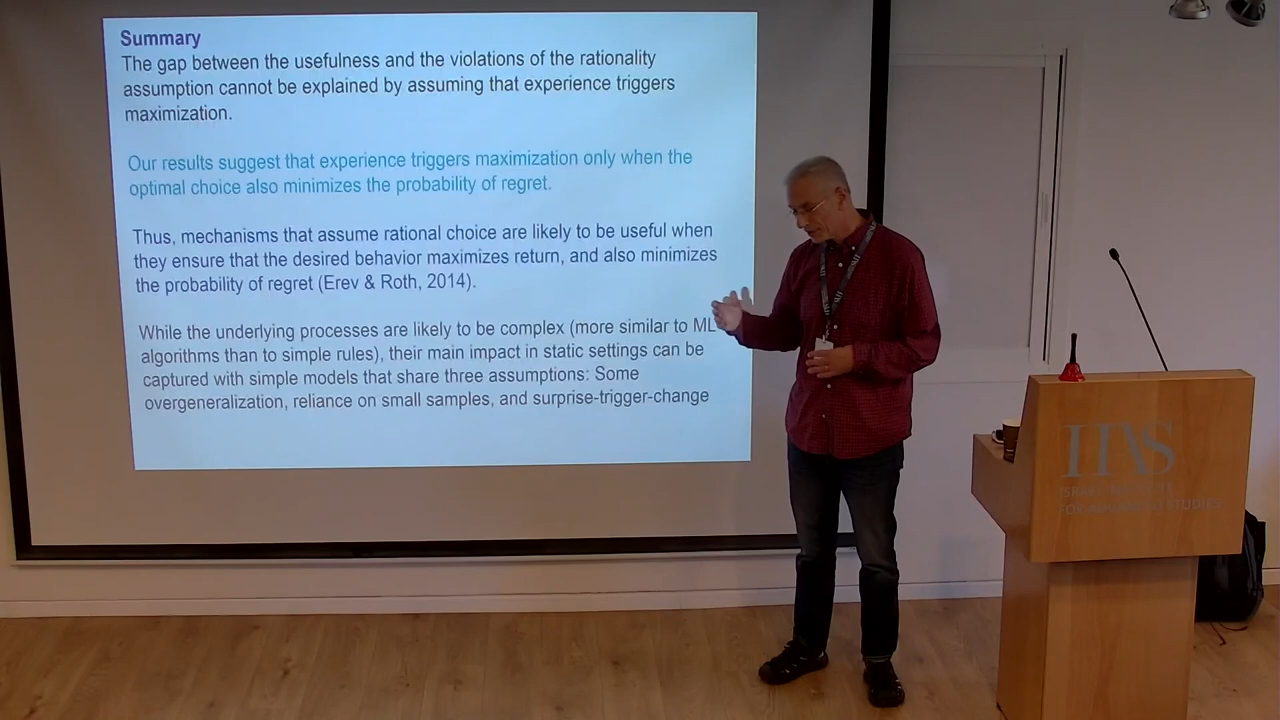 Summary
The gap between the usefulness and the violations of the rationality
assumption cannot be explained by assuming that experience triggers
maximization.
Our results suggest that experience triggers maximization only when the
optimal choice also minimizes the probability of regret.
Thus, mechanisms that assume rational choice are likely to be useful when
they ensure that the desired behavior maximizes return, and also minimizes
the probability of regret (Erev & Roth, 2014).
While the underlying processes are likely to be complex (more similar to ML
algorithms than to simple rules), their main impact in static settings can be
captured with simple models that share three assumptions: Some
overgeneralization, reliance on small samples, and surprise-trigger-change
IIAS
ISRAEL INSTITUTE
FOR ADVANCED STUDIES